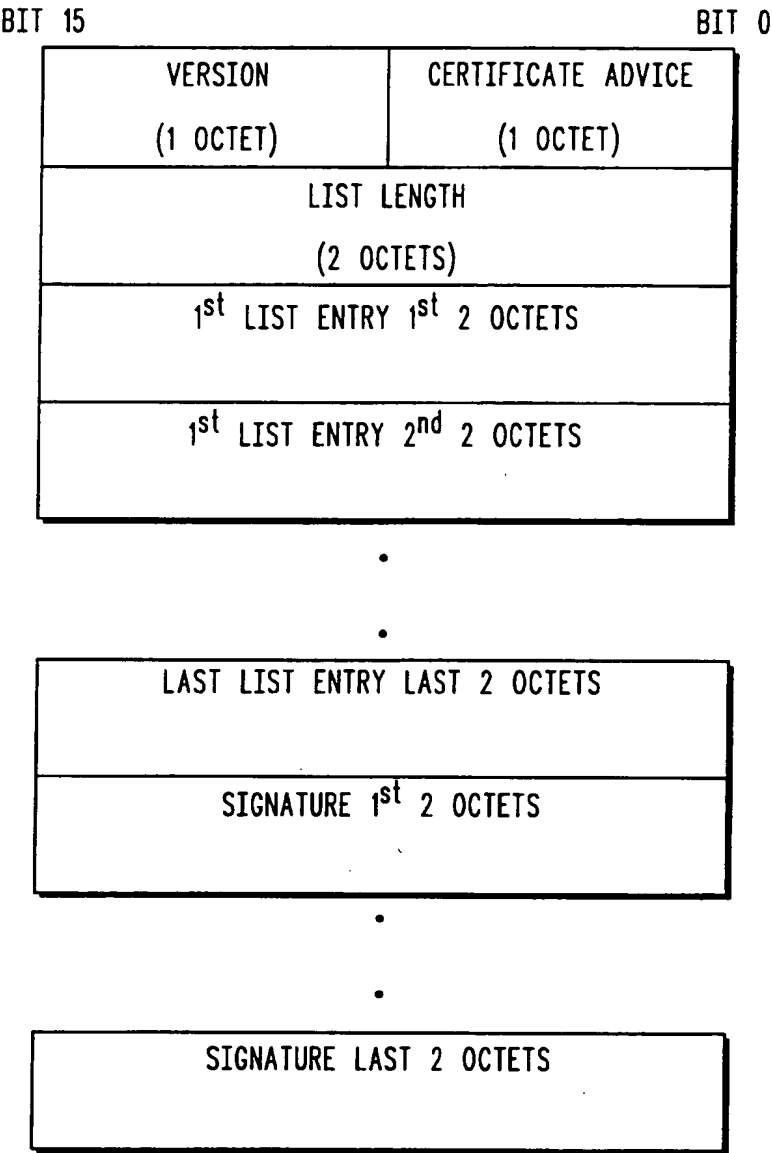 BIT 15 BIT 0
VERSION CERTIFICATE ADVICE
(1 OCTET) (1 OCTET)
LIST LENGTH
(2 OCTETS)
1st LIST ENTRY 1st 2 OCTETS
1st LIST ENTRY 2nd 2 OCTETS
LAST LIST ENTRY LAST 2 OCTETS
SIGNATURE 1st 2 OCTETS
SIGNATURE LAST 2 OCTETS